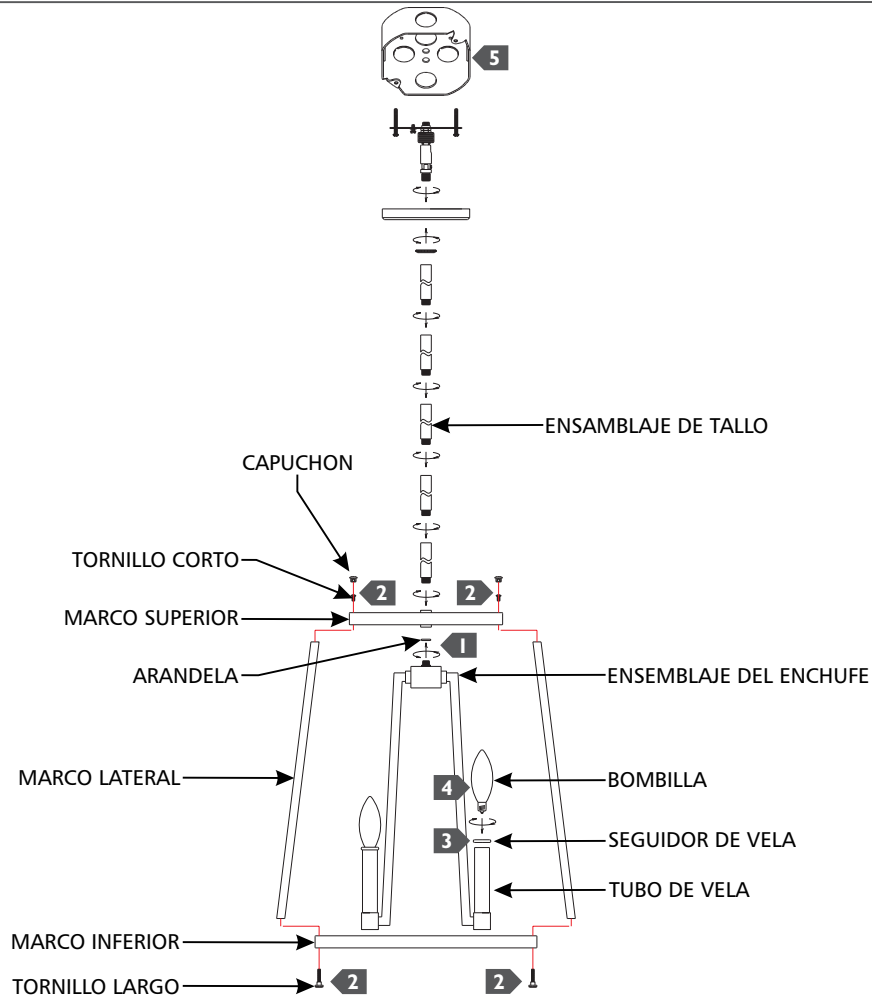 5
ENSAMBLAJE DE TALLO
CAPUCHON
TORNILLO CORTO
2
2
MARCO SUPERIOR
1
ARANDELA
ENSEMBLAJE DEL ENCHUFE
MARCO LATERAL
4
BOMBILLA
3
SEGUIDOR DE VELA
TUBO DE VELA
MARCO INFERIOR
TORNILLO LARGO
2
2